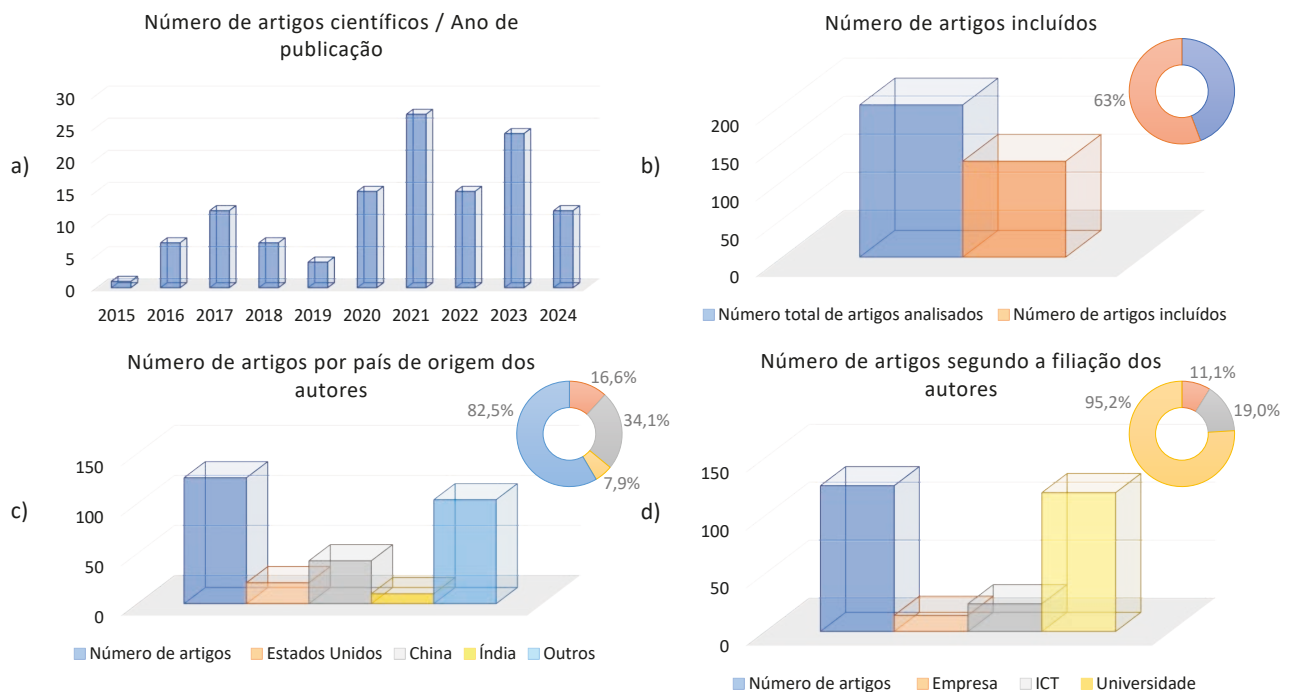 Número de artigos científicos / Ano de
publicação
a)
30
25
20
15
10
5
0
2015 2016 2017 2018 2019 2020 2021 2022 2023 2024
Número de artigos incluídos
b)
63%
200
150
100
50
0
Número total de artigos analisados Número de artigos incluídos
Número de artigos por país de origem dos
autores
c)
16,6%
82,5%
34,1%
7,9%
150
100
50
0
Número de artigos Estados Unidos China Índia Outros
Número de artigos segundo a filiação dos
autores
d)
11,1%
95,2%
19,0%
150
100
50
0
Número de artigos Empresa ICT Universidade